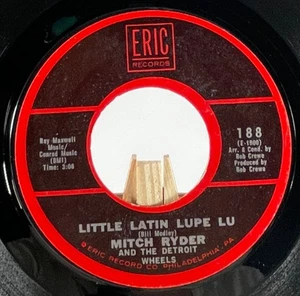 ERIC
RECORDS
Ray Maxwell
Music/
Conrad Music
(BMI)
Time: 3:08
188
(E-1800)
Arr. & Cond. by
Bob Crewe
Produced by
Bob Crewe
LITTLE LATIN LUPE LU
(Bill Medley)
MITCH RYDER
AND THE DETROIT
WHEELS
© ERIC RECORD CO. PHILADELPHIA, PA.